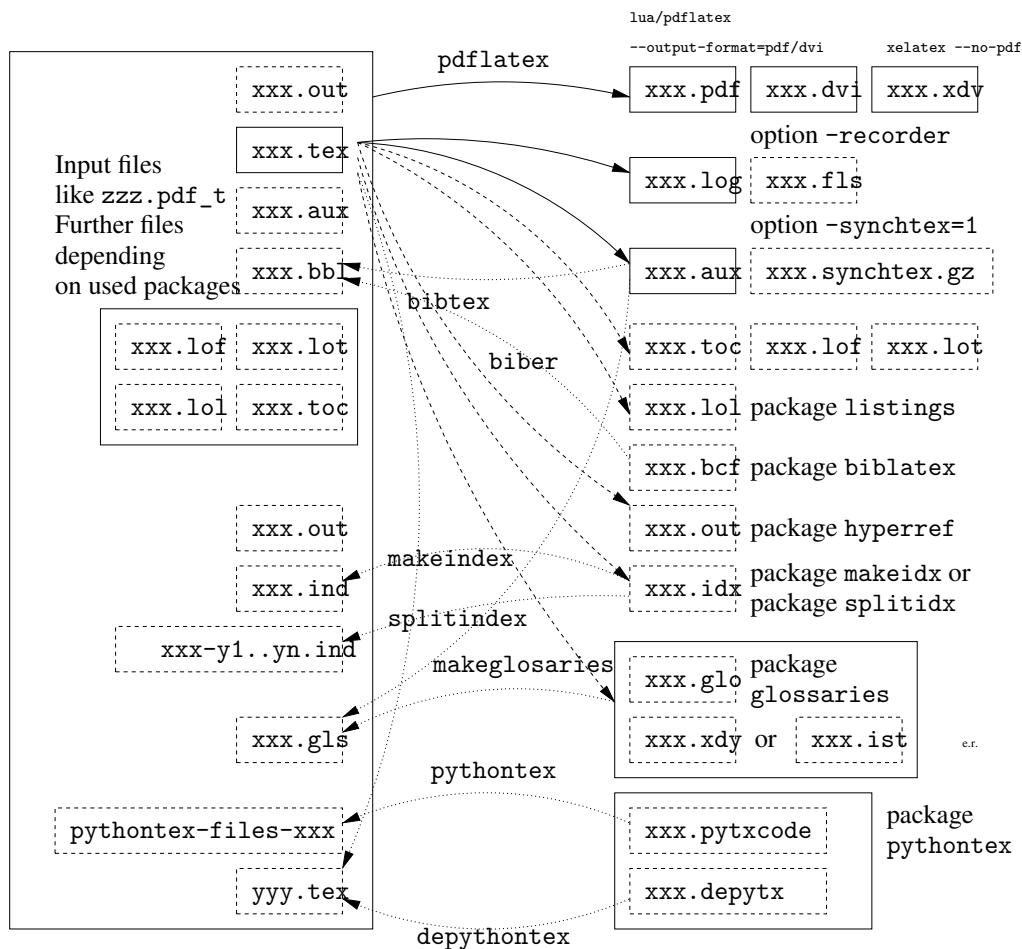 lua/pdflatex
--output-format=pdf/dvi
xelatex --no-pdf
pdflatex
xxx.out
xxx.pdf
xxx.dvi
xxx.xdv
xxx.tex
option -recorder
Input files
like zzz.pdf_t
Further files
depending
on used packages
xxx.log
xxx.fls
xxx.aux
option -synchtex=1
xxx.bbl
xxx.aux
xxx.synchtex.gz
bibtex
xxx.lof
xxx.lot
biber
xxx.toc
xxx.lof
xxx.lot
xxx.lol
xxx.toc
xxx.lol
package listings
xxx.bcf
package biblatex
xxx.out
xxx.out
package hyperref
makeindex
xxx.ind
xxx.idx
package makeidx or
package splitidx
splitindex
xxx-y1..yn.ind
makeglosaries
xxx.glo
package
glossaries
xxx.gls
xxx.xdy
or
xxx.ist
e.r.
pythontex
pythontex-files-xxx
xxx.pytxcode
package
pythontex
yyy.tex
xxx.depytx
depythontex